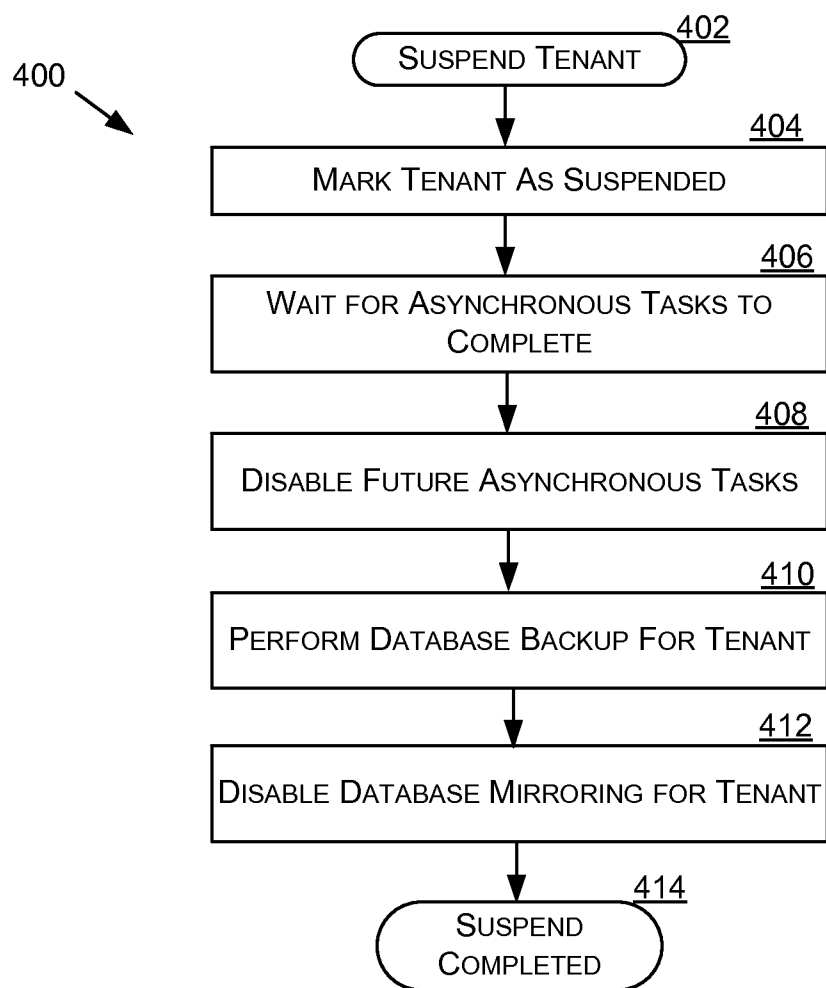 402
SUSPEND TENANT
400
404
MARK TENANT AS SUSPENDED
406
WAIT FOR ASYNCHRONOUS TASKS TO
COMPLETE
408
DISABLE FUTURE ASYNCHRONOUS TASKS
410
PERFORM DATABASE BACKUP FOR TENANT
412
DISABLE DATABASE MIRRORING FOR TENANT
414
SUSPEND
COMPLETED